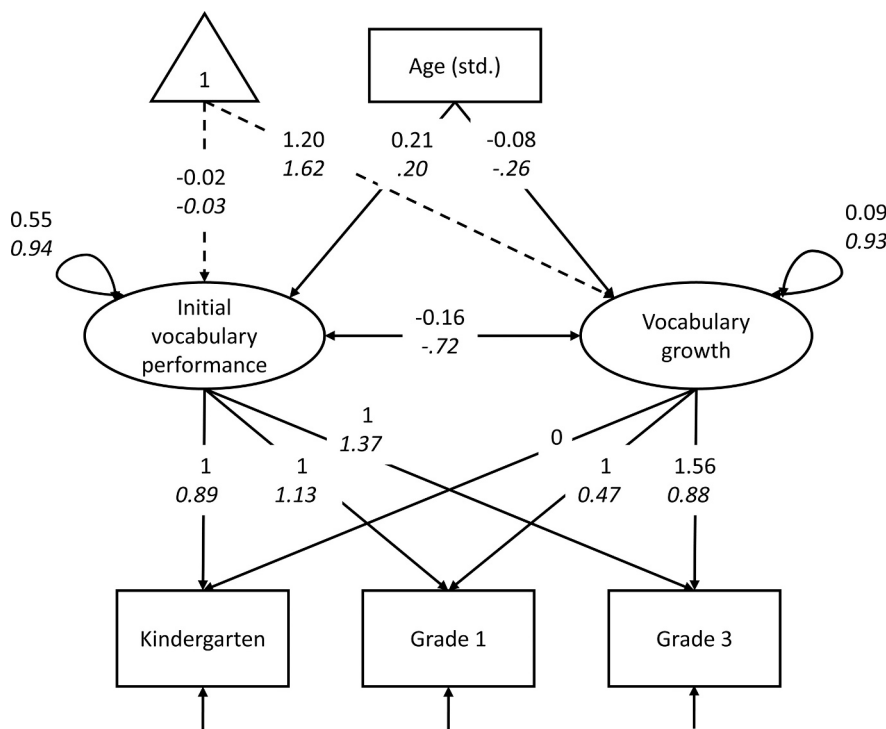 1
Age (std.)
1.20
1.62
0.21
.20
-0.08
-.26
-0.02
-0.03
0.55
0.94
0.09
0.93
Initial
vocabulary
performance
-0.16
-.72
Vocabulary
growth
1
1.37
0
1
0.89
1
1.13
1
0.47
1.56
0.88
Kindergarten
Grade 1
Grade 3